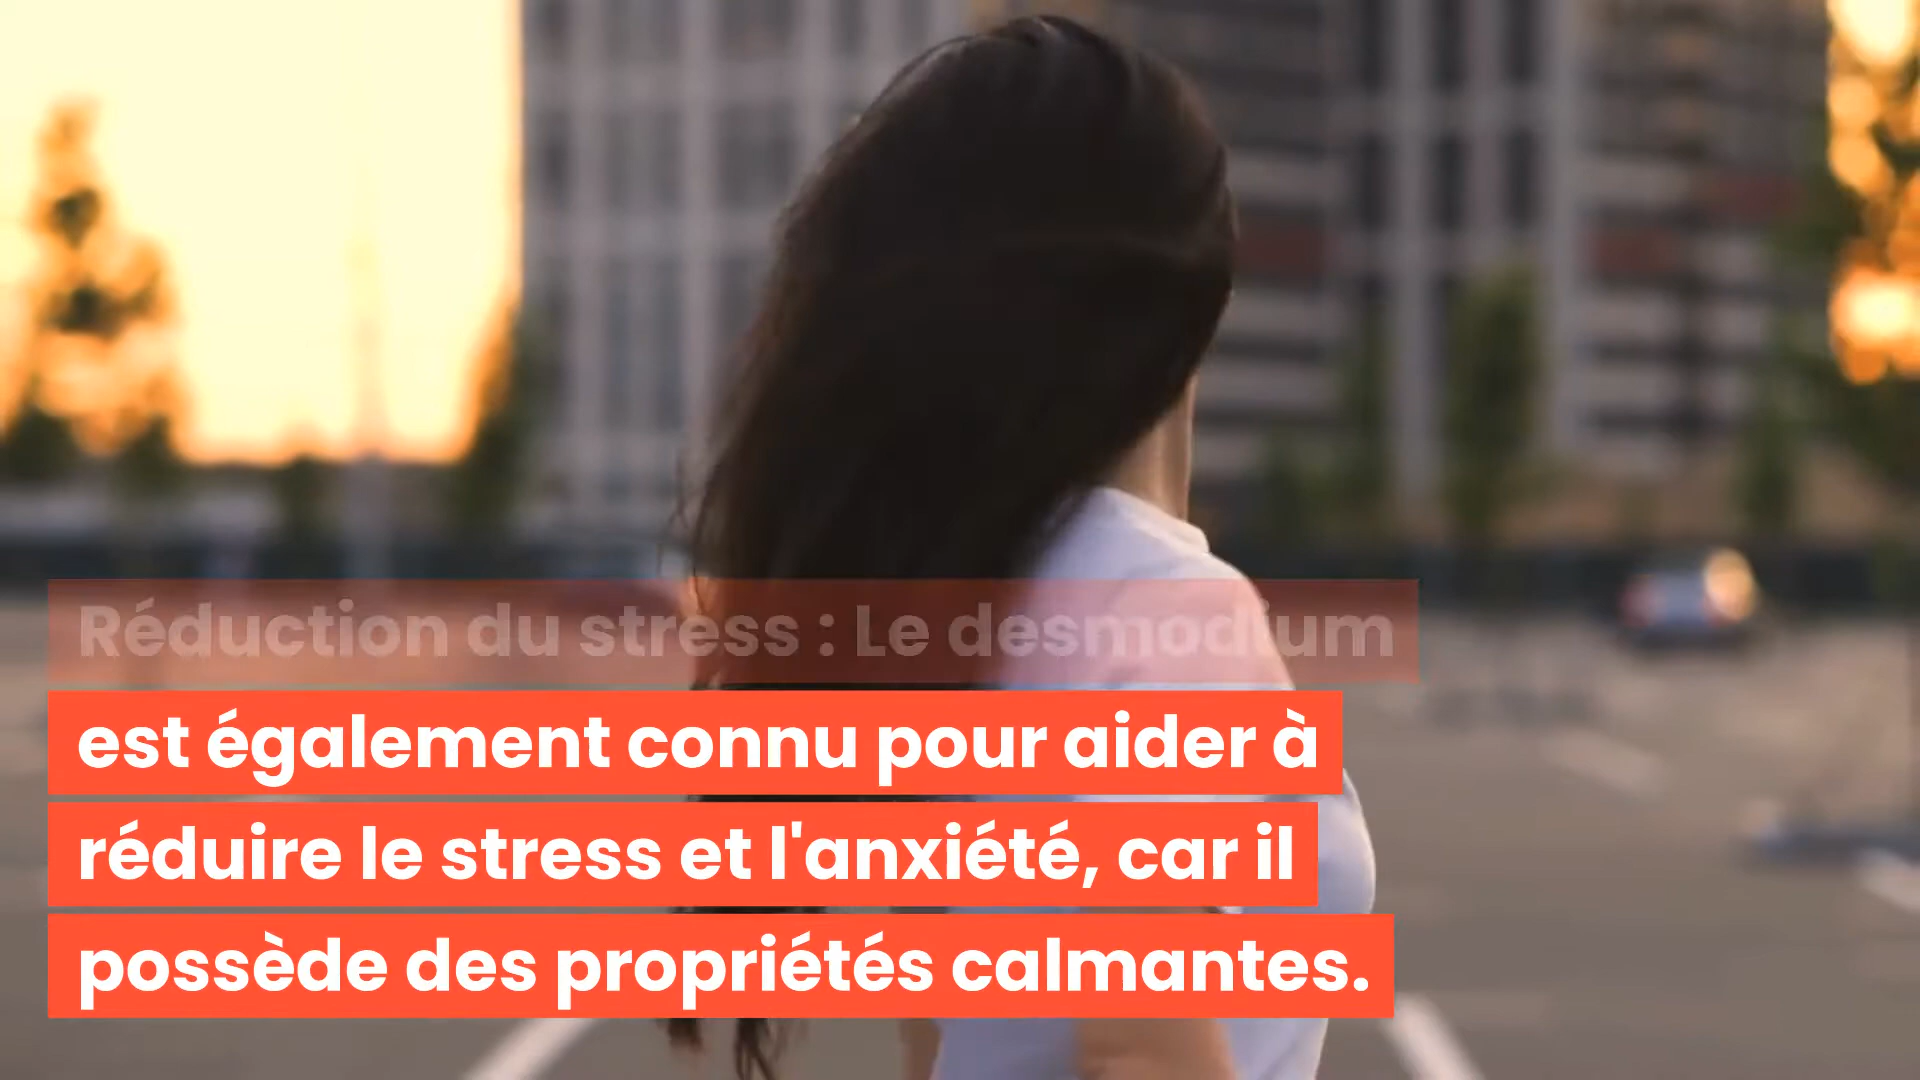 Réduction du stress : Le desmodium
est également connu pour aider à
réduire le stress et l'anxiété, car il
possède des propriétés calmantes.